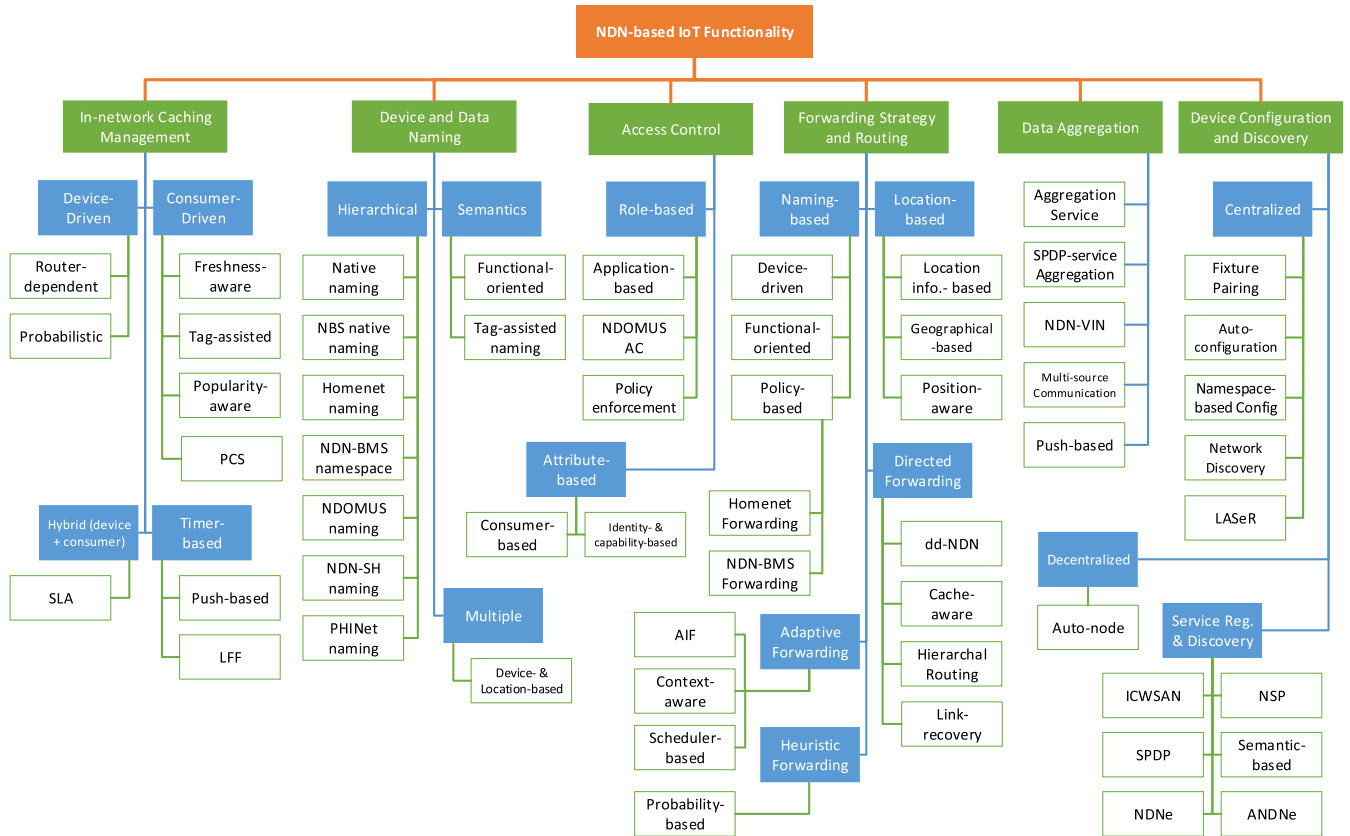 NDN-based IoT Functionality
In-network Caching
Management
Device and Data
Naming
Access Control
Forwarding Strategy
and Routing
Data Aggregation
Device Configuration
and Discovery
Device-
Driven
Consumer-
Driven
Router-
dependent
Probabilistic
Freshness-
aware
Tag-assisted
Popularity-
aware
PCS
Hybrid (device
+ consumer)
Timer-
based
SLA
Push-based
LFF
Hierarchical
Semantics
Native
naming
NBS native
naming
Homenet
naming
NDN-BMS
namespace
NDOMUS
naming
NDN-SH
naming
PHINet
naming
Functional-
oriented
Tag-assisted
naming
Multiple
Device- &
Location-based
Role-based
Application-
based
NDOMUS
AC
Policy
enforcement
Attribute-
based
Consumer-
based
Identity- &
capability-based
Naming-
based
Location-
based
Device-
driven
Functional-
oriented
Policy-
based
Homenet
Forwarding
NDN-BMS
Forwarding
Location
info.- based
Geographical
-based
Position-
aware
Directed
Forwarding
dd-NDN
Cache-
aware
Hierarchal
Routing
Link-
recovery
Adaptive
Forwarding
AIF
Context-
aware
Scheduler-
based
Heuristic
Forwarding
Probability-
based
Aggregation
Service
SPDP-service
Aggregation
NDN-VIN
Multi-source
Communication
Push-based
Centralized
Fixture
Pairing
Auto-
configuration
Namespace-
based Config
Network
Discovery
LASeR
Decentralized
Auto-node
Service Reg.
& Discovery
ICWSAN
NSP
SPDP
Semantic-
based
NDNe
ANDNe